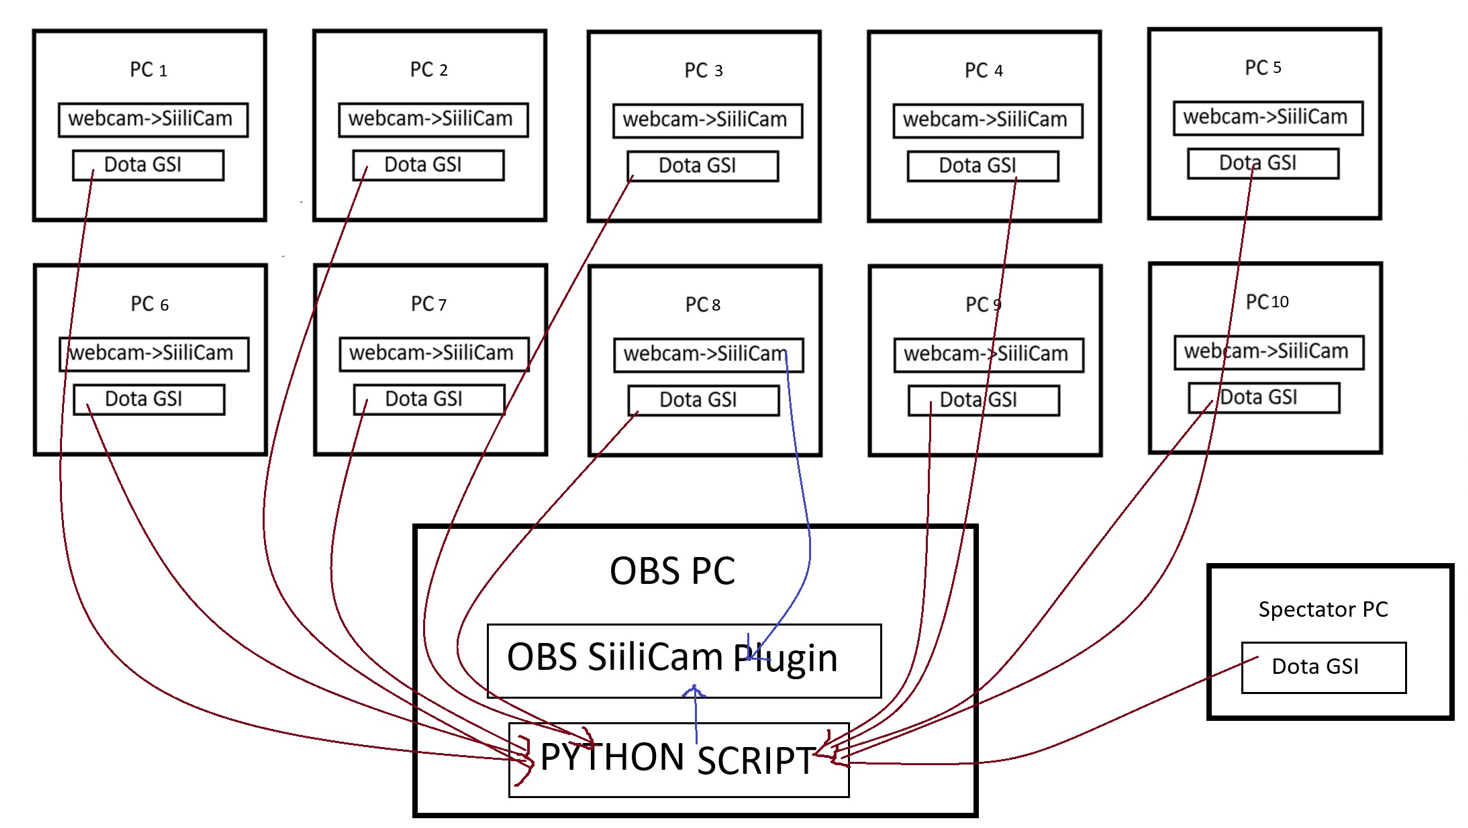 PC 1
webcam->SiiliCam
Dota GSI
PC 2
webcam->SiiliCam
Dota GSI
PC 3
webcam->SiiliCam
Dota GSI
PC 4
webcam->SiiliCam
Dota GSI
PC 5
webcam->SiiliCam
Dota GSI
PC 6
webcam->SiiliCam
Dota GSI
PC 7
webcam->SiiliCam
Dota GSI
PC 8
webcam->SiiliCam
Dota GSI
PC 9
webcam->SiiliCam
Dota GSI
PC 10
webcam->SiiliCam
Dota GSI
OBS PC
OBS SiiliCam Plugin
PYTHON SCRIPT
Spectator PC
Dota GSI